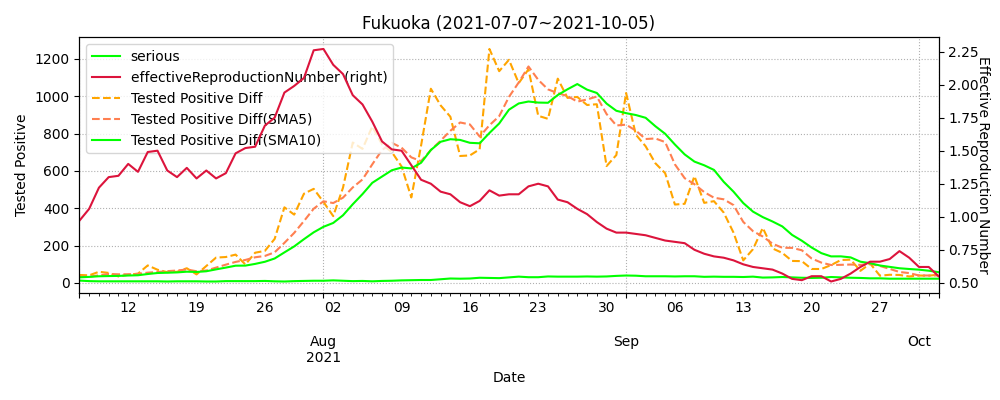 Fukuoka (2021-07-07~2021-10-05)
serious
effectiveReproductionNumber (right)
Tested Positive Diff
Tested Positive Diff(SMA5)
Tested Positive Diff(SMA10)
1200
1000
800
600
400
200
0
Tested Positive
2.25
2.00
1.75
1.50
1.25
1.00
0.75
0.50
Effective Reproduction Number
12 19 26 02 09 16 23 30 06 13 20 27
Aug Sep Oct
2021
Date